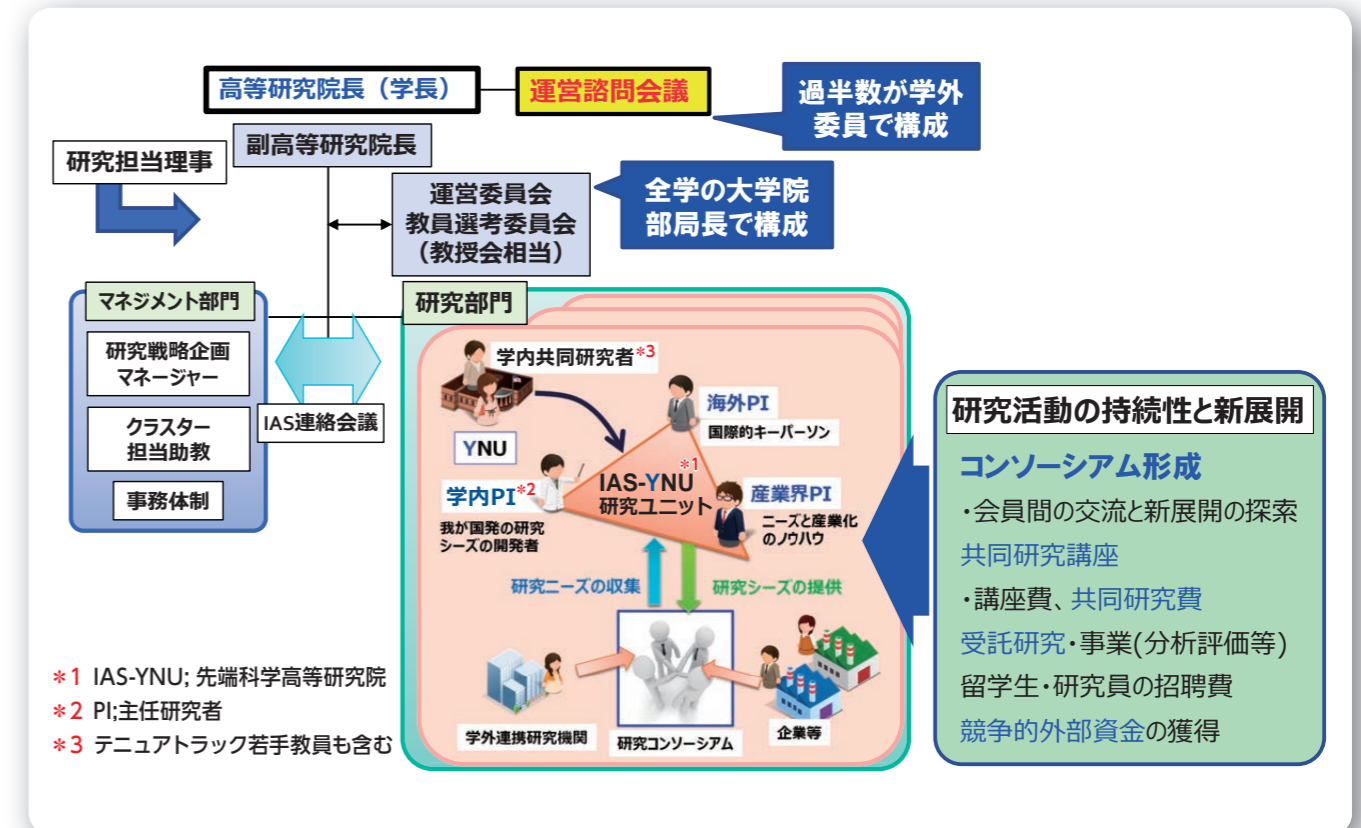 高等研究院長（学長）
運営諮問会議
過半数が学外
委員で構成
副高等研究院長
研究担当理事
運営委員会
教員選考委員会
（教授会相当）
全学の大学院
部局長で構成
マネジメント部門
研究戦略企画
マネージャー
クラスター
担当助教
事務体制
IAS連絡会議
研究部門
学内共同研究者*3
YNU
海外PI
国際的キーパーソン
学内PI*2
我が国発の研究
シーズの開発者
IAS-YNU*1
研究ユニット
産業界PI
ニーズと産業化
のノウハウ
研究ニーズの収集
研究シーズの提供
学外連携研究機関
研究コンソーシアム
企業等
研究活動の持続性と新展開
コンソーシアム形成
・会員間の交流と新展開の探索
共同研究講座
・講座費、共同研究費
受託研究・事業(分析評価等)
留学生・研究員の招聘費
競争的外部資金の獲得
*1 IAS-YNU; 先端科学高等研究院
*2 PI;主任研究者
*3 テニュアトラック若手教員も含む